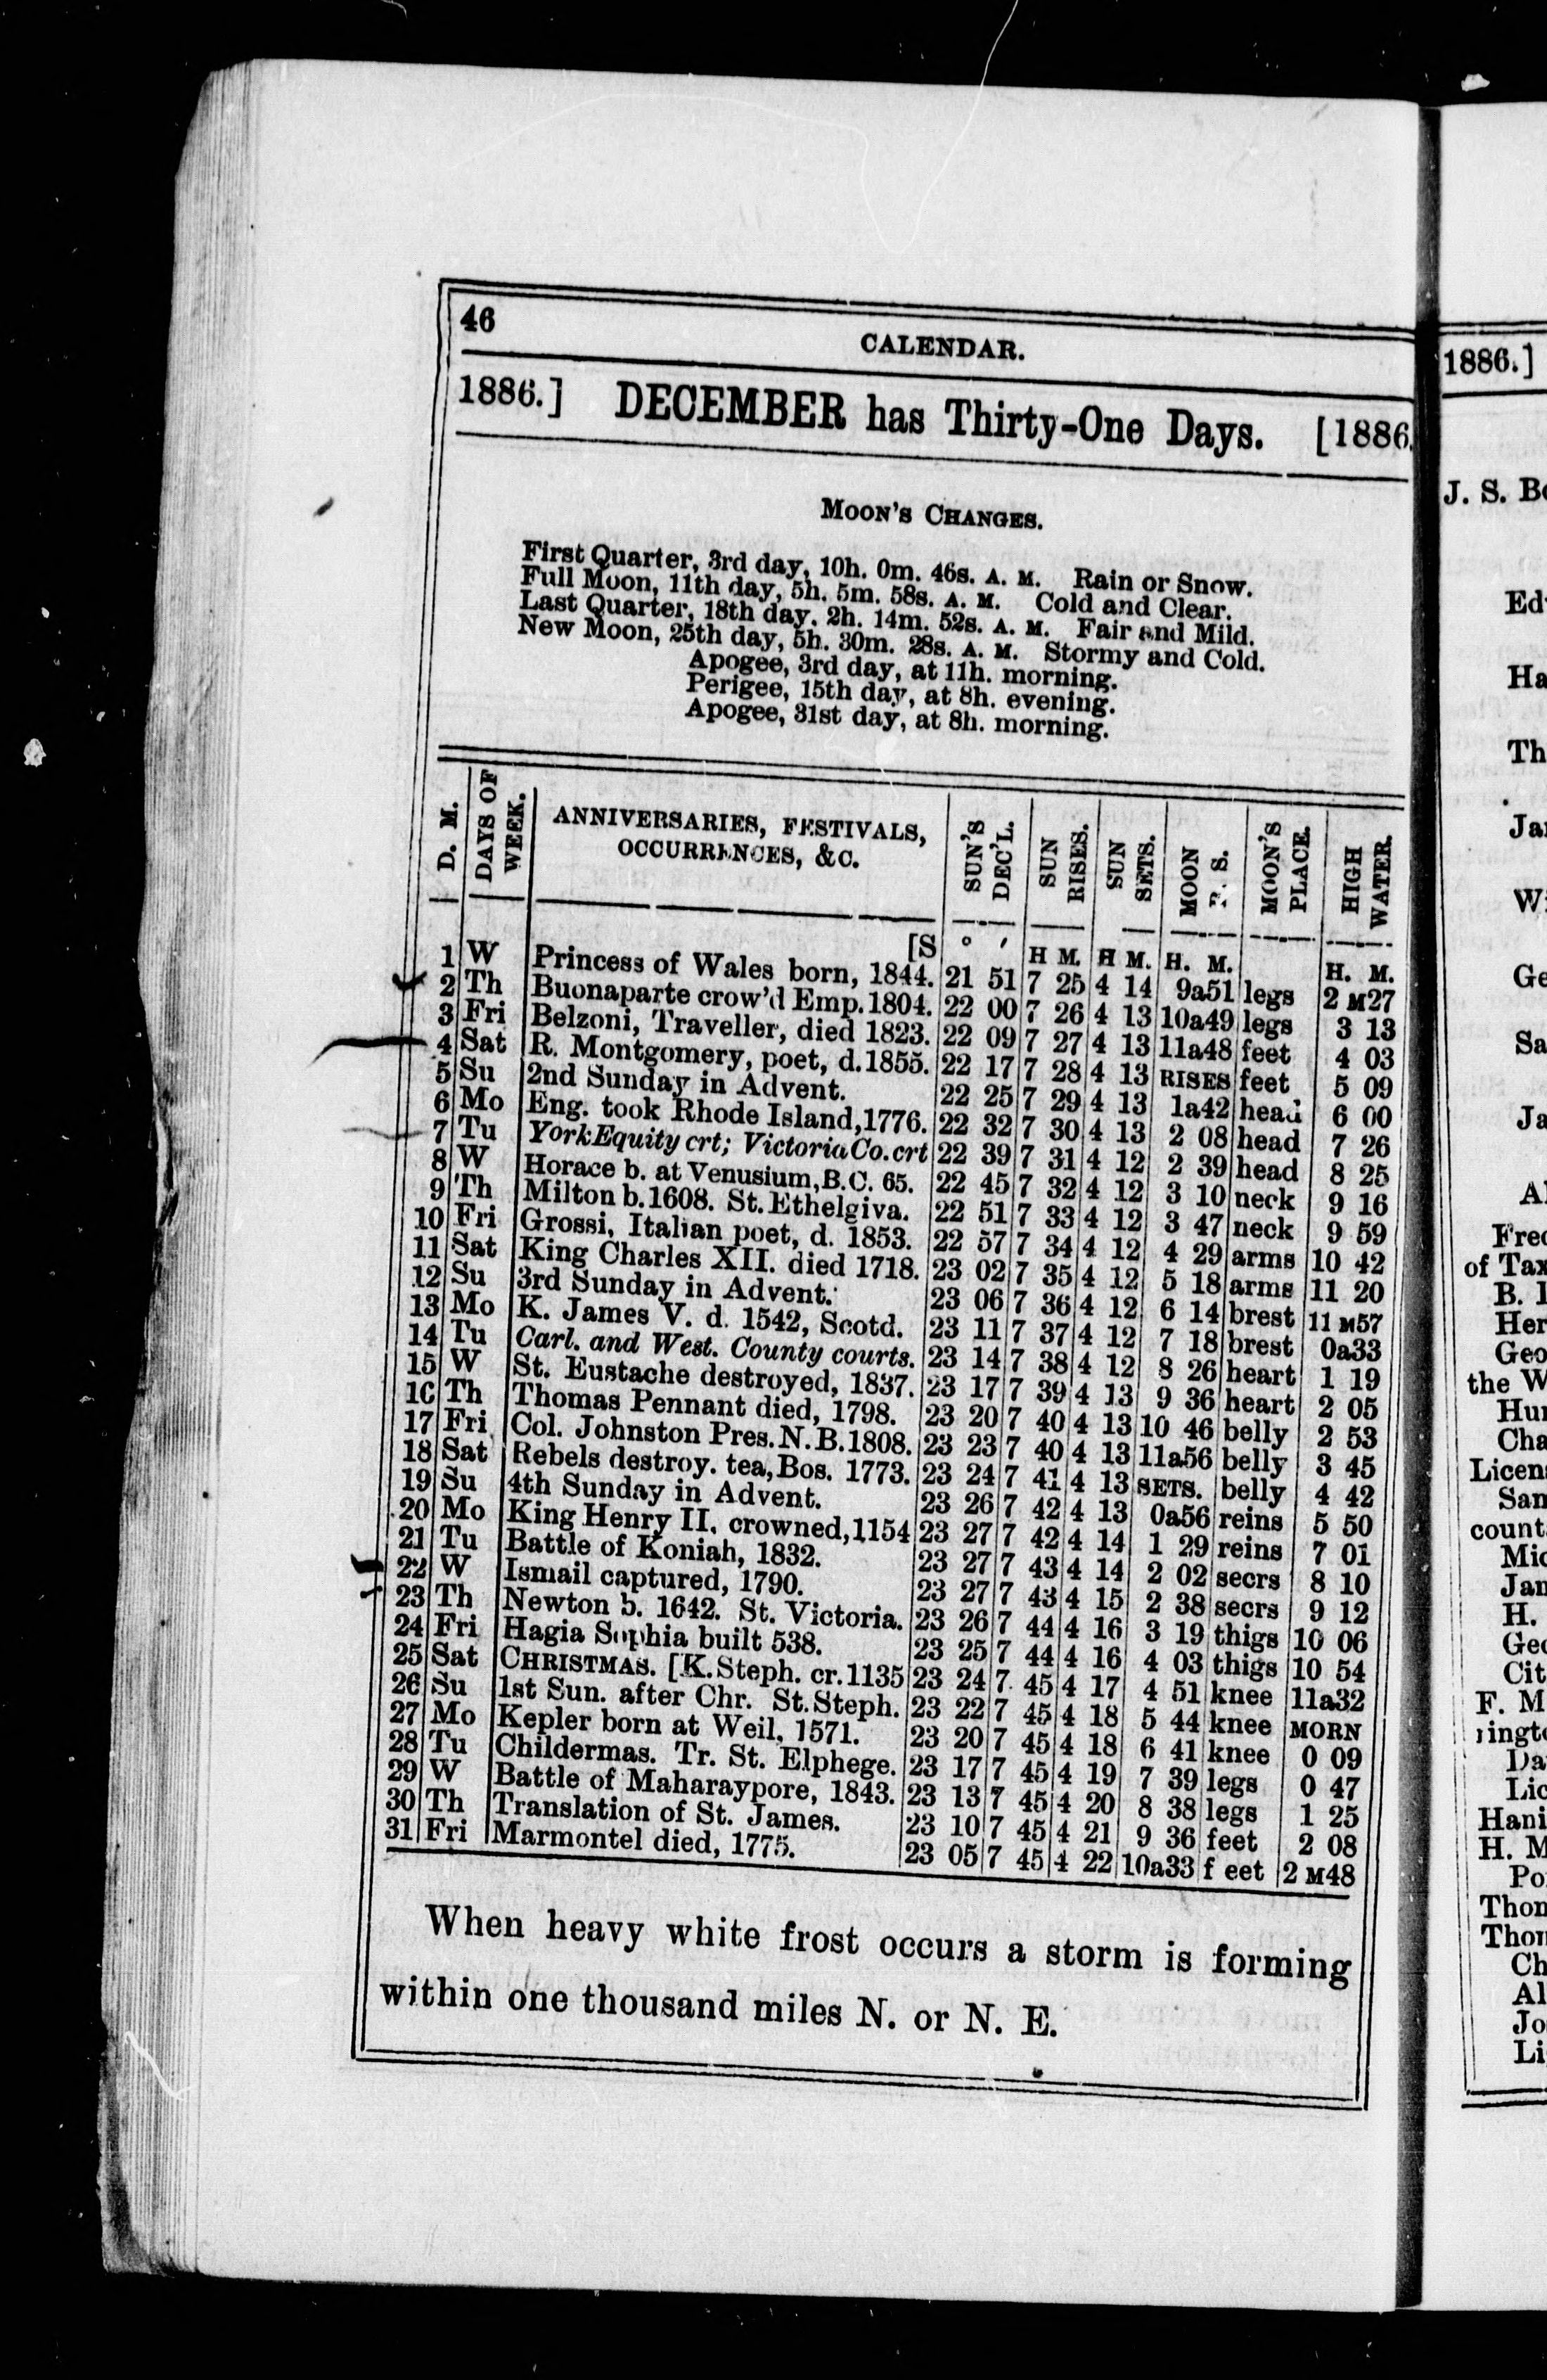 46
CALENDAR.
1886.] DECEMBER has Thirty-One Days. [1886.
MOON'S CHANGES.
First Quarter, 3rd day, 10h. 0m. 46s. A. M. Rain or Snow.
Full Moon, 11th day, 5h. 5m. 58s. A. M. Cold and Clear.
Last Quarter, 18th day. 2h. 14m. 52s. A. M. Fair and Mild.
New Moon, 25th day, 5h. 30m. 28s. A. M. Stormy and Cold.
Apogee, 3rd day, at 11h. morning.
Perigee, 15th day, at 8h. evening.
Apogee, 31st day, at 8h. morning.
D. M. DAYS OF WEEK. ANNIVERSARIES, FESTIVALS, OCCURRENCES, &C. SUN'S DEC'L. SUN RISES. SUN SETS. MOON R. S. MOON'S PLACE. HIGH WATER.
[S ° ′ H M. H M. H. M. H. M.
1 W Princess of Wales born, 1844. 21 51 7 25 4 14 9a51 legs 2 M27
2 Th Buonaparte crow'd Emp. 1804. 22 00 7 26 4 13 10a49 legs 3 13
3 Fri Belzoni, Traveller, died 1823. 22 09 7 27 4 13 11a48 feet 4 03
4 Sat R. Montgomery, poet, d. 1855. 22 17 7 28 4 13 RISES feet 5 09
5 Su 2nd Sunday in Advent. 22 25 7 29 4 13 1a42 head 6 00
6 Mo Eng. took Rhode Island, 1776. 22 32 7 30 4 13 2 08 head 7 26
7 Tu York Equity crt; Victoria Co. crt 22 39 7 31 4 12 2 39 head 8 25
8 W Horace b. at Venusium, B.C. 65. 22 45 7 32 4 12 3 10 neck 9 16
9 Th Milton b. 1608. St. Ethelgiva. 22 51 7 33 4 12 3 47 neck 9 59
10 Fri Grossi, Italian poet, d. 1853. 22 57 7 34 4 12 4 29 arms 10 42
11 Sat King Charles XII. died 1718. 23 02 7 35 4 12 5 18 arms 11 20
12 Su 3rd Sunday in Advent. 23 06 7 36 4 12 6 14 brest 11 M57
13 Mo K. James V. d. 1542, Scotd. 23 11 7 37 4 12 7 18 brest 0a33
14 Tu Carl. and West. County courts. 23 14 7 38 4 12 8 26 heart 1 19
15 W St. Eustache destroyed, 1837. 23 17 7 39 4 13 9 36 heart 2 05
16 Th Thomas Pennant died, 1798. 23 20 7 40 4 13 10 46 belly 2 53
17 Fri Col. Johnston Pres. N. B. 1808. 23 23 7 40 4 13 11a56 belly 3 45
18 Sat Rebels destroy. tea, Bos. 1773. 23 24 7 41 4 13 SETS. belly 4 42
19 Su 4th Sunday in Advent. 23 26 7 42 4 13 0a56 reins 5 50
20 Mo King Henry II. crowned, 1154 23 27 7 42 4 14 1 29 reins 7 01
21 Tu Battle of Koniah, 1832. 23 27 7 43 4 14 2 02 secrs 8 10
22 W Ismail captured, 1790. 23 27 7 43 4 15 2 38 secrs 9 12
23 Th Newton b. 1642. St. Victoria. 23 26 7 44 4 16 3 19 thigs 10 06
24 Fri Hagia Sophia built 538. 23 25 7 44 4 16 4 03 thigs 10 54
25 Sat CHRISTMAS. [K. Steph. cr. 1135 23 24 7 45 4 17 4 51 knee 11a32
26 Su 1st Sun. after Chr. St. Steph. 23 22 7 45 4 18 5 44 knee MORN
27 Mo Kepler born at Weil, 1571. 23 20 7 45 4 18 6 41 knee 0 09
28 Tu Childermas. Tr. St. Elphege. 23 17 7 45 4 19 7 39 legs 0 47
29 W Battle of Maharaypore, 1843. 23 13 7 45 4 20 8 38 legs 1 25
30 Th Translation of St. James. 23 10 7 45 4 21 9 36 feet 2 08
31 Fri Marmontel died, 1775. 23 05 7 45 4 22 10a33 f eet 2 M48
When heavy white frost occurs a storm is forming
within one thousand miles N. or N. E.
1886.]
J. S.
Ha
Th
Ja
Wi
Ge
Sa
Ja
of Tax
B.
Her
Geo
the W
Hun
Cha
San
count
Mic
Jan
H.
Geo
Cit
F. M
Da
Lic
Hani
H. M
Thon
Ch
Al
Jo
Li